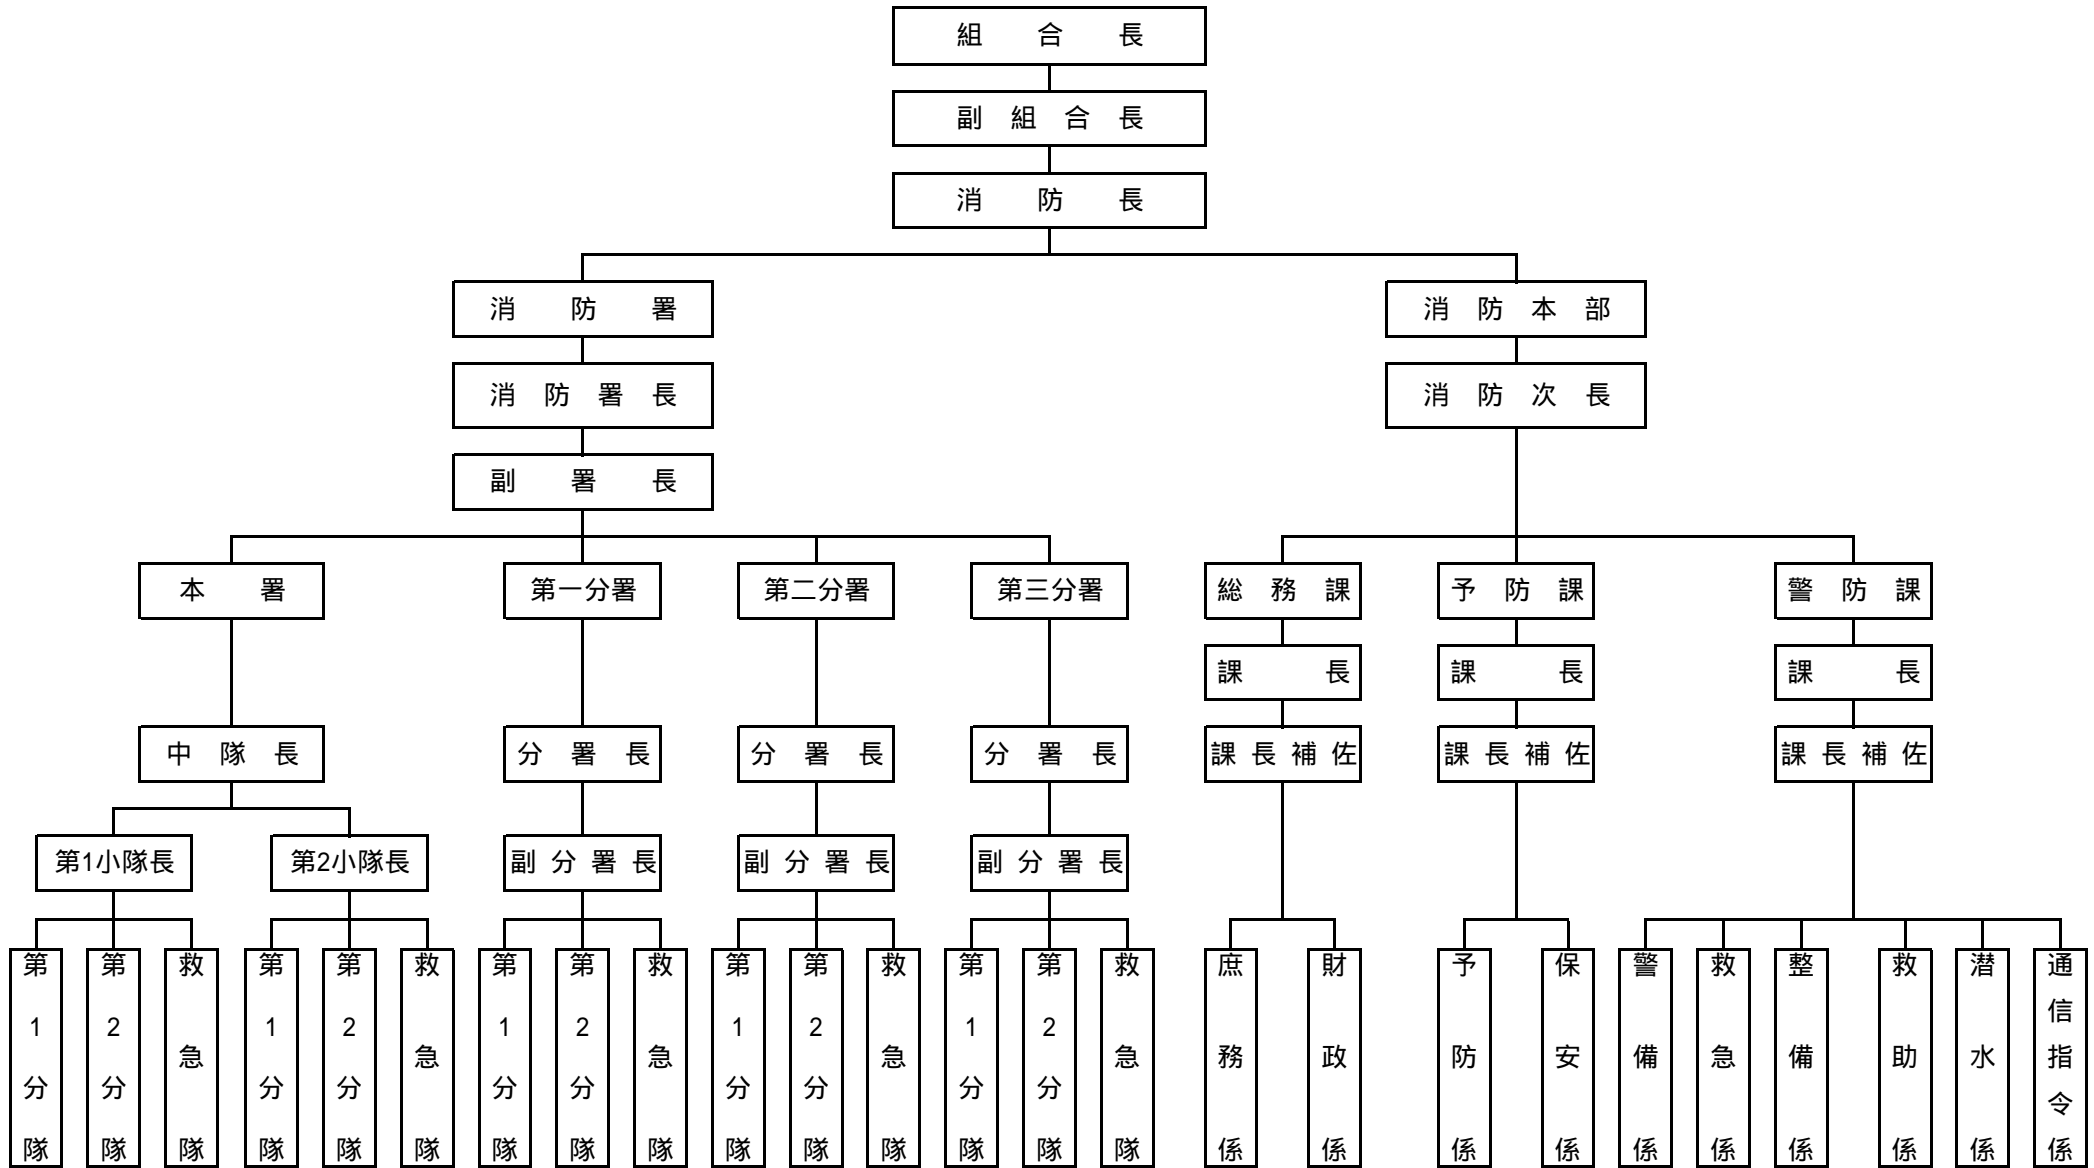 組合長
副組合長
消防長
消防署 消防本部
消防署長 消防次長
副署長
本署 第一分署 第二分署 第三分署 総務課 予防課 警防課
課長 課長 課長
中隊長 分署長 分署長 分署長 課長補佐 課長補佐 課長補佐
第1小隊長 第2小隊長 副分署長 副分署長 副分署長
第1分隊
第2分隊
救急隊
第1分隊
第2分隊
救急隊
第1分隊
第2分隊
救急隊
第1分隊
第2分隊
救急隊
第1分隊
第2分隊
救急隊
庶務係
財政係
予防係
保安係
警備係
救急係
整備係
救助係
潜水係
通信指令係